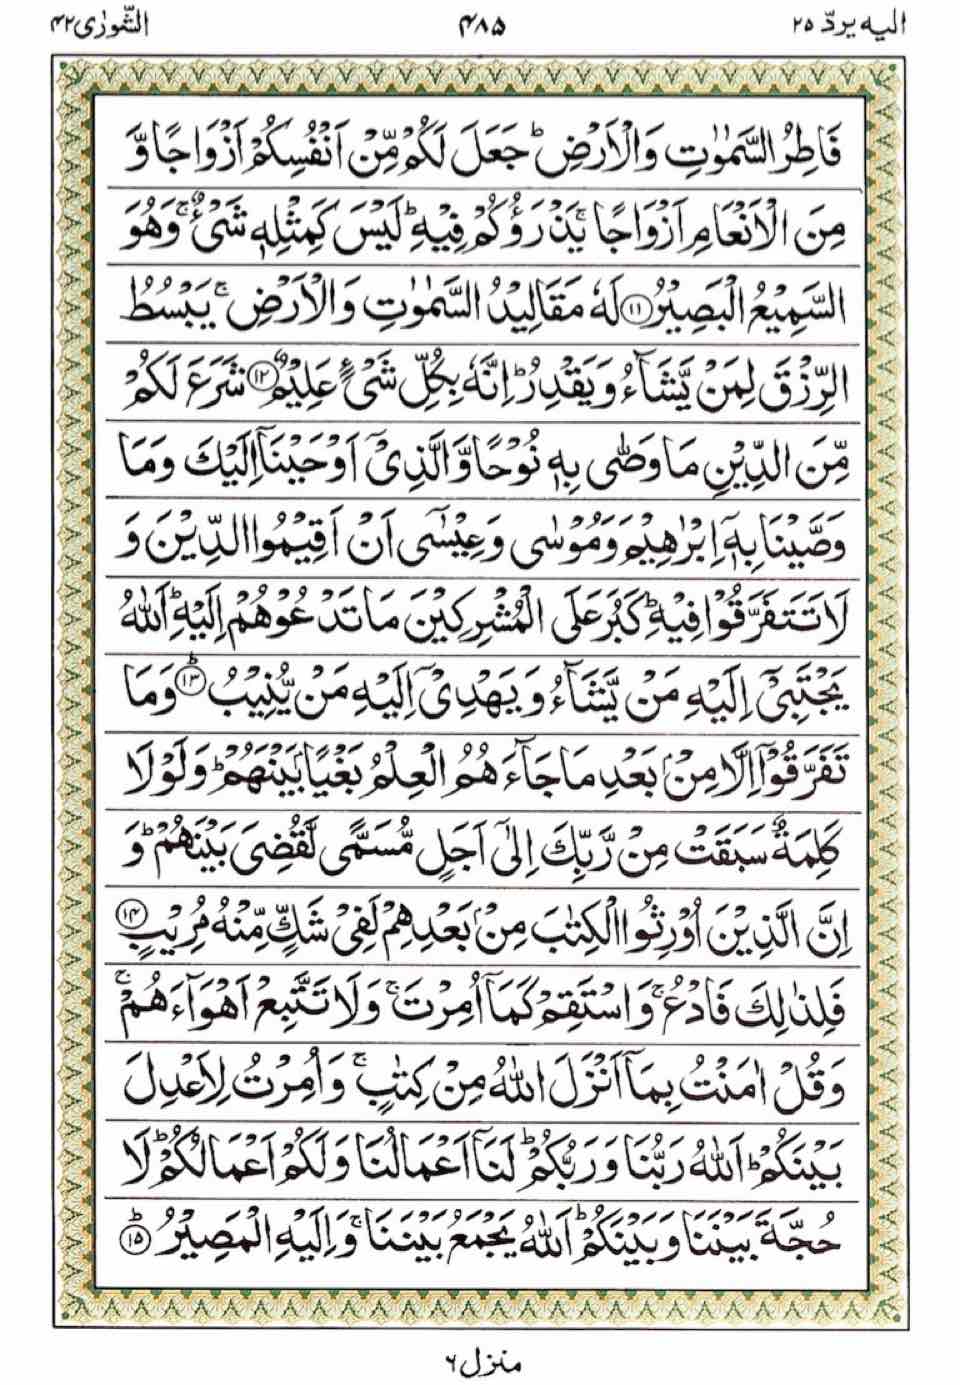 الیه یردّ ۲۵
۴۸۵
الشّورٰی ۴۲
فَاطِرُ السَّمٰوٰتِ وَالْاَرْضِ ؕ جَعَلَ لَكُمْ مِّنْ اَنْفُسِكُمْ اَزْوَاجًا وَّ
مِنَ الْاَنْعَامِ اَزْوَاجًا ۚ یَذْرَؤُكُمْ فِیْهِ ؕ لَیْسَ كَمِثْلِهٖ شَیْءٌ ۚ وَهُوَ
السَّمِیْعُ الْبَصِیْرُ ﴿۱۱﴾ لَهٗ مَقَالِیْدُ السَّمٰوٰتِ وَالْاَرْضِ ۚ یَبْسُطُ
الرِّزْقَ لِمَنْ یَّشَآءُ وَیَقْدِرُ ؕ اِنَّهٗ بِكُلِّ شَیْءٍ عَلِیْمٌ ﴿۱۲﴾ شَرَعَ لَكُمْ
مِّنَ الدِّیْنِ مَا وَصّٰی بِهٖ نُوْحًا وَّالَّذِیْۤ اَوْحَیْنَاۤ اِلَیْكَ وَمَا
وَصَّیْنَا بِهٖۤ اِبْرٰهِیْمَ وَمُوْسٰی وَعِیْسٰۤی اَنْ اَقِیْمُوا الدِّیْنَ وَ
لَا تَتَفَرَّقُوْا فِیْهِ ؕ كَبُرَ عَلَی الْمُشْرِكِیْنَ مَا تَدْعُوْهُمْ اِلَیْهِ ؕ اَللّٰهُ
یَجْتَبِیْۤ اِلَیْهِ مَنْ یَّشَآءُ وَیَهْدِیْۤ اِلَیْهِ مَنْ یُّنِیْبُ ﴿۱۳﴾ؕ وَمَا
تَفَرَّقُوْۤا اِلَّا مِنْۢ بَعْدِ مَا جَآءَهُمُ الْعِلْمُ بَغْیًۢا بَیْنَهُمْ ؕ وَلَوْلَا
كَلِمَةٌ سَبَقَتْ مِنْ رَّبِّكَ اِلٰۤی اَجَلٍ مُّسَمًّی لَّقُضِیَ بَیْنَهُمْ ؕ وَ
اِنَّ الَّذِیْنَ اُوْرِثُوا الْكِتٰبَ مِنْۢ بَعْدِهِمْ لَفِیْ شَكٍّ مِّنْهُ مُرِیْبٍ ﴿۱۴﴾
فَلِذٰلِكَ فَادْعُ ۚ وَاسْتَقِمْ كَمَاۤ اُمِرْتَ ۚ وَلَا تَتَّبِعْ اَهْوَآءَهُمْ ۚ
وَقُلْ اٰمَنْتُ بِمَاۤ اَنْزَلَ اللّٰهُ مِنْ كِتٰبٍ ۚ وَاُمِرْتُ لِاَعْدِلَ
بَیْنَكُمْ ؕ اَللّٰهُ رَبُّنَا وَرَبُّكُمْ ؕ لَنَاۤ اَعْمَالُنَا وَلَكُمْ اَعْمَالُكُمْ ؕ لَا
حُجَّةَ بَیْنَنَا وَبَیْنَكُمْ ؕ اَللّٰهُ یَجْمَعُ بَیْنَنَا ۚ وَاِلَیْهِ الْمَصِیْرُ ﴿۱۵﴾ؕ
منزل ۶